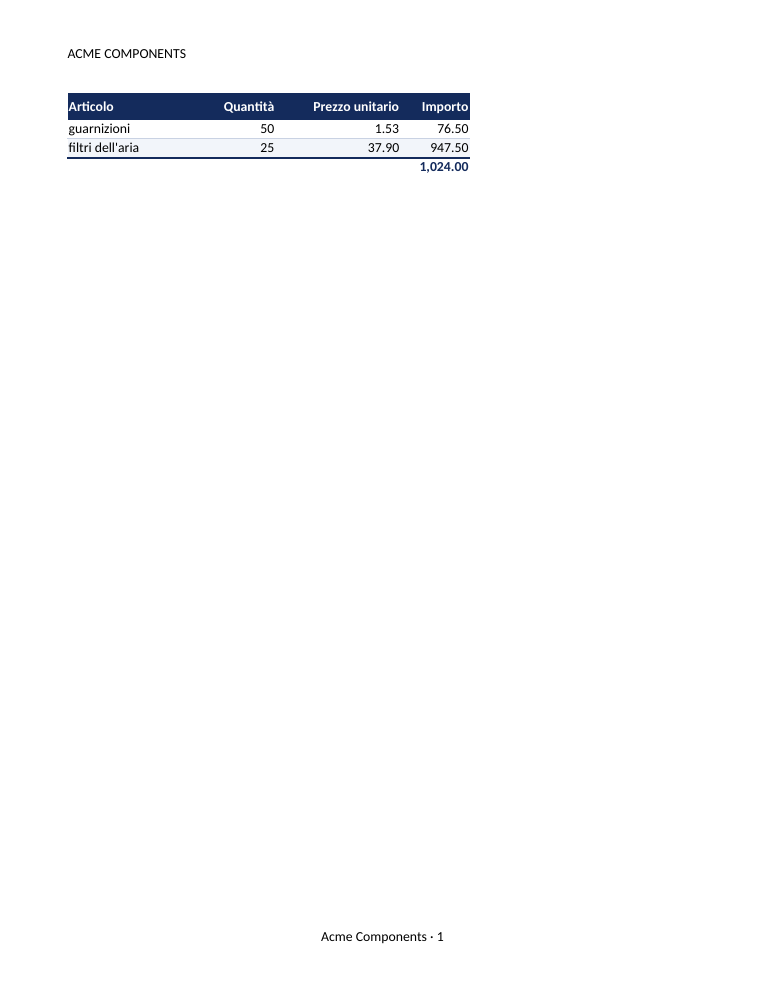 ACME COMPONENTS
Articolo Quantità Prezzo unitario Importo
guarnizioni 50 1.53 76.50
filtri dell'aria 25 37.90 947.50
1,024.00
Acme Components · 1